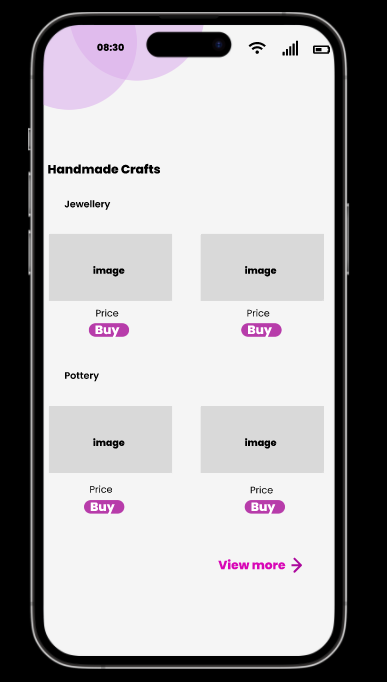 08:30
Handmade Crafts
Jewellery
image image
Price Price
Buy Buy
Pottery
image image
Price Price
Buy Buy
View more